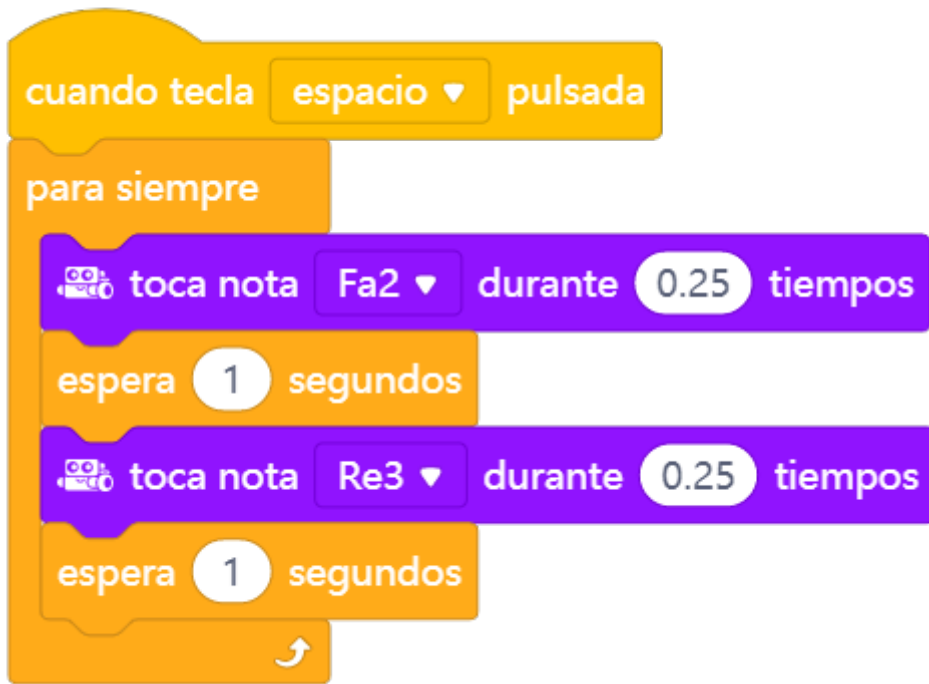 cuando tecla espacio pulsada
para siempre
toca nota Fa2 durante 0.25 tiempos
espera 1 segundos
toca nota Re3 durante 0.25 tiempos
espera 1 segundos